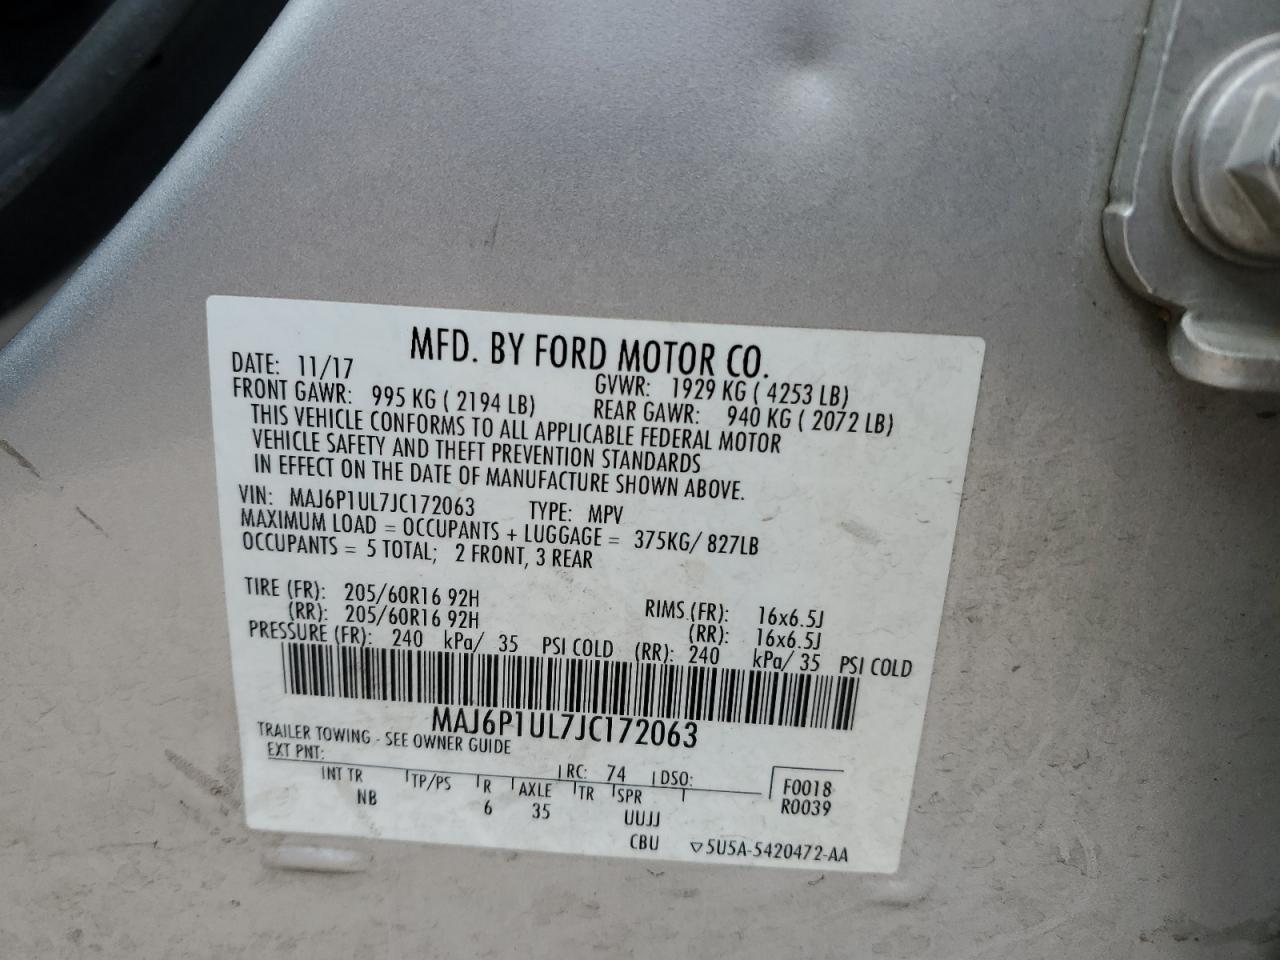 MFD. BY FORD MOTOR CO.
DATE: 11/17 GVWR: 1929 KG ( 4253 LB)
FRONT GAWR: 995 KG ( 2194 LB) REAR GAWR: 940 KG ( 2072 LB)
THIS VEHICLE CONFORMS TO ALL APPLICABLE FEDERAL MOTOR
VEHICLE SAFETY AND THEFT PREVENTION STANDARDS
IN EFFECT ON THE DATE OF MANUFACTURE SHOWN ABOVE.
VIN: MAJ6P1UL7JC172063 TYPE: MPV
MAXIMUM LOAD = OCCUPANTS + LUGGAGE = 375KG/ 827LB
OCCUPANTS = 5 TOTAL; 2 FRONT, 3 REAR
TIRE (FR): 205/60R16 92H RIMS (FR): 16x6.5J
(RR): 205/60R16 92H (RR): 16x6.5J
PRESSURE (FR): 240 kPa/ 35 PSI COLD (RR): 240 kPa/ 35 PSI COLD
MAJ6P1UL7JC172063
TRAILER TOWING - SEE OWNER GUIDE
EXT PNT: RC: 74 DSO: F0018
INT TR TP/PS R AXLE TR SPR R0039
NB 6 35 UUJJ
CBU ▽5U5A-5420472-AA